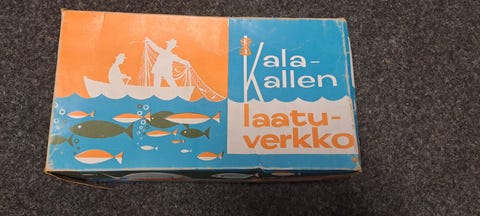 Kala-
Kallen
laatu-
verkko